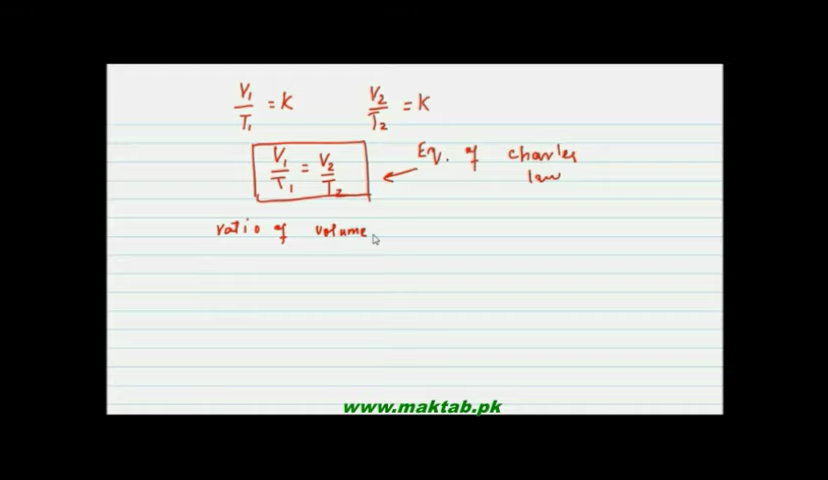 V₁/T₁ = K    V₂/T₂ = K
V₁/T₁ = V₂/T₂    Eq. of charles law
ratio of volume
www.maktab.pk